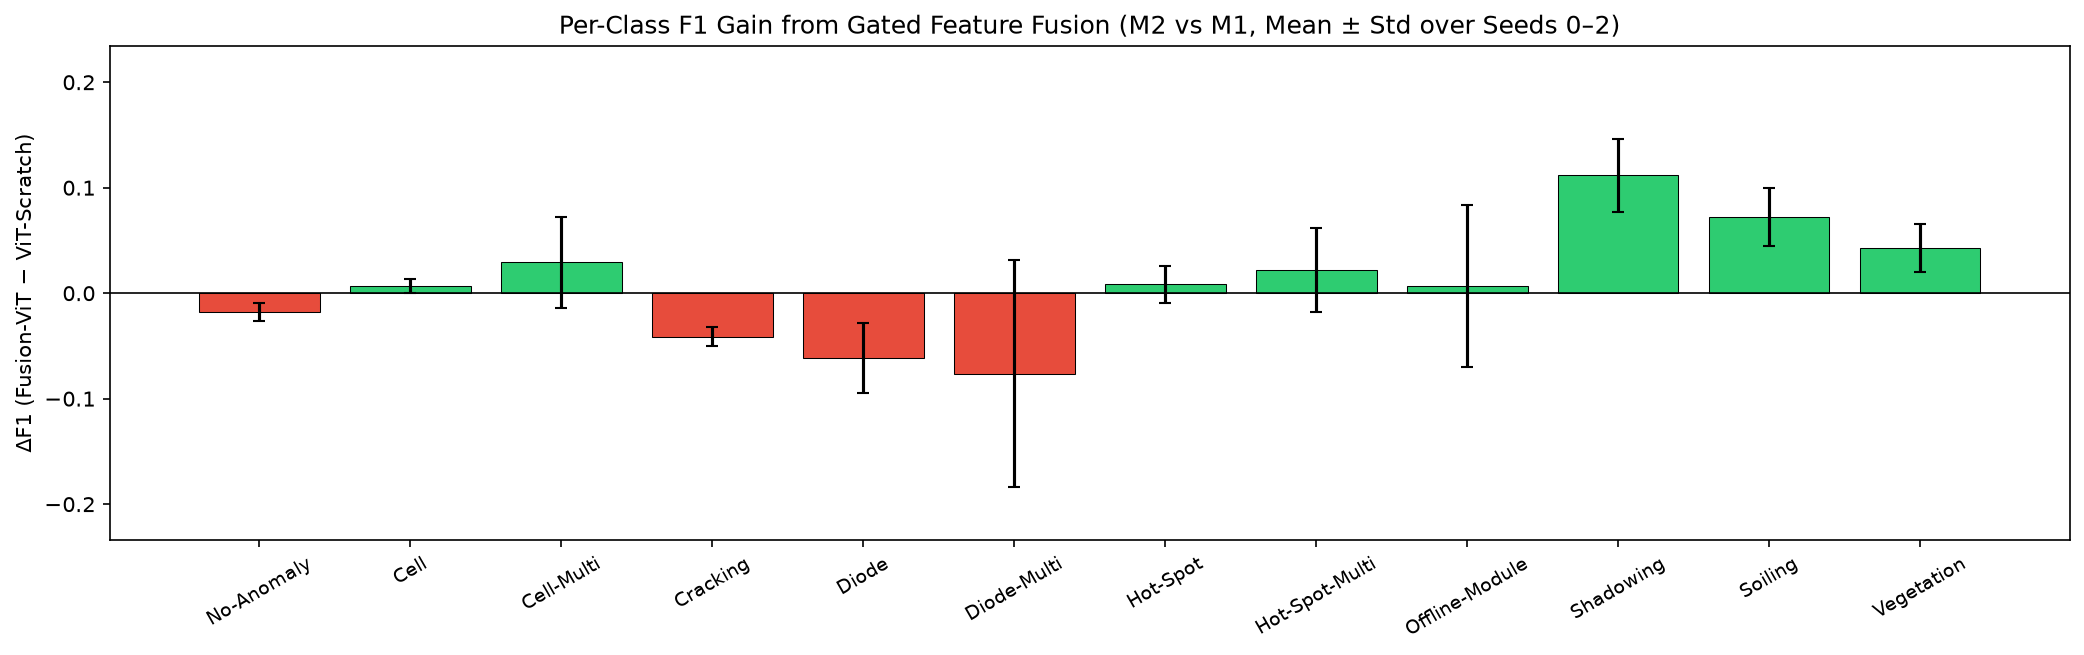 Per-Class F1 Gain from Gated Feature Fusion (M2 vs M1, Mean ± Std over Seeds 0–2)
ΔF1 (Fusion-ViT − ViT-Scratch)
0.2
0.1
0.0
−0.1
−0.2
No-Anomaly
Cell
Cell-Multi
Cracking
Diode
Diode-Multi
Hot-Spot
Hot-Spot-Multi
Offline-Module
Shadowing
Soiling
Vegetation